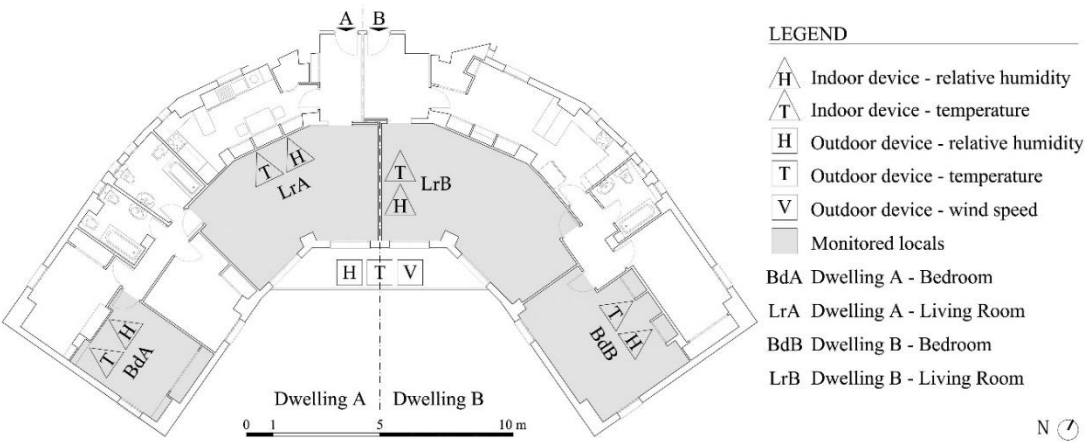 A B
LEGEND
H Indoor device - relative humidity
T Indoor device - temperature
H Outdoor device - relative humidity
T Outdoor device - temperature
V Outdoor device - wind speed
Monitored locals
BdA Dwelling A - Bedroom
LrA Dwelling A - Living Room
BdB Dwelling B - Bedroom
LrB Dwelling B - Living Room
T H
LrA
T
H
LrB
H T V
T H
BdA
T H
BdB
Dwelling A Dwelling B
0 1 5 10 m
N